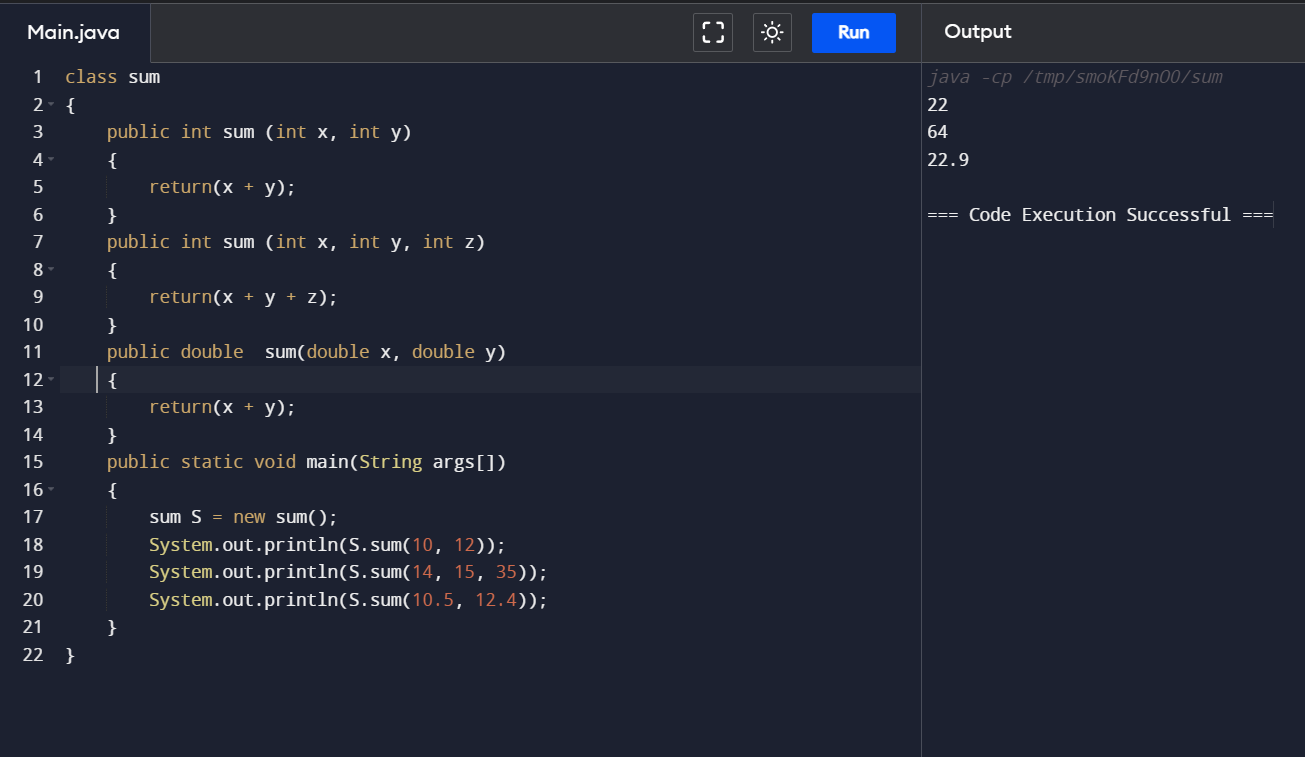 Main.java
Run
Output
1 class sum
2 {
3 public int sum (int x, int y)
4 {
5 return(x + y);
6 }
7 public int sum (int x, int y, int z)
8 {
9 return(x + y + z);
10 }
11 public double  sum(double x, double y)
12 {
13 return(x + y);
14 }
15 public static void main(String args[])
16 {
17 sum S = new sum();
18 System.out.println(S.sum(10, 12));
19 System.out.println(S.sum(14, 15, 35));
20 System.out.println(S.sum(10.5, 12.4));
21 }
22 }
java -cp /tmp/smoKFd9nOO/sum
22
64
22.9
=== Code Execution Successful ===